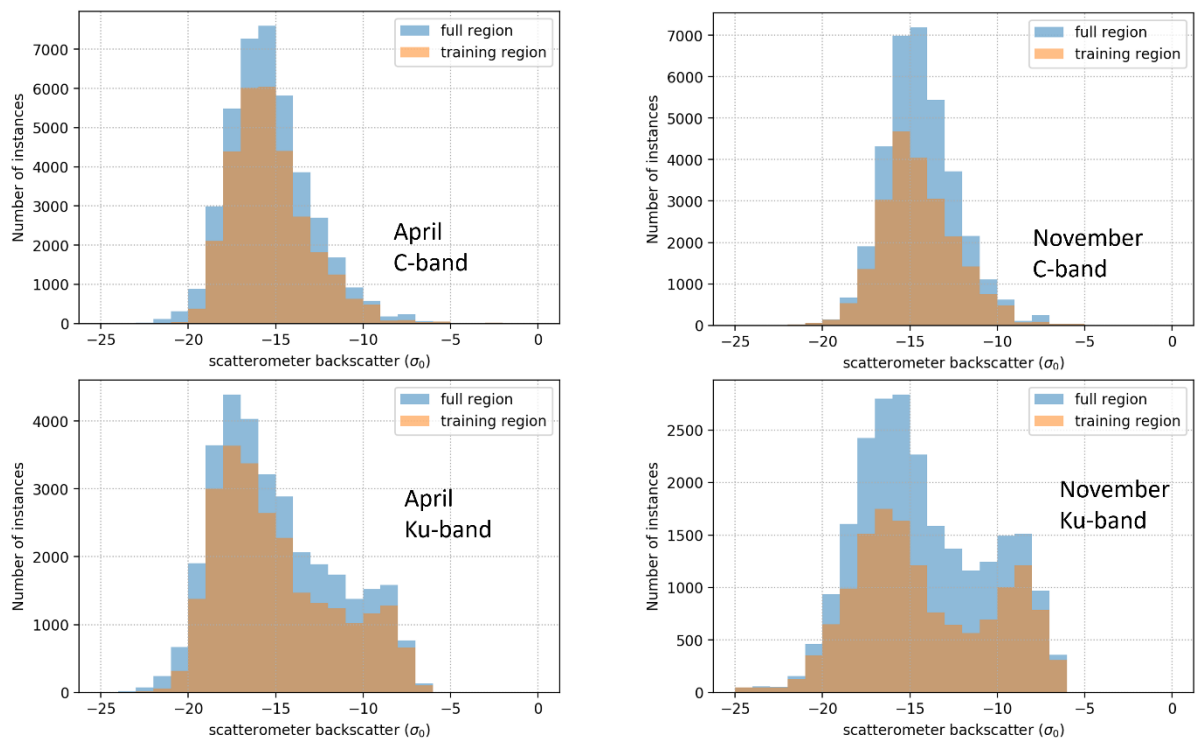 full region
training region
Number of instances
7000
6000
5000
4000
3000
2000
1000
0
April
C-band
−25
−20
−15
−10
−5
0
scatterometer backscatter (σ₀)
full region
training region
Number of instances
7000
6000
5000
4000
3000
2000
1000
0
November
C-band
−25
−20
−15
−10
−5
0
scatterometer backscatter (σ₀)
full region
training region
Number of instances
4000
3000
2000
1000
0
April
Ku-band
−25
−20
−15
−10
−5
0
scatterometer backscatter (σ₀)
full region
training region
Number of instances
2500
2000
1500
1000
500
0
November
Ku-band
−25
−20
−15
−10
−5
0
scatterometer backscatter (σ₀)